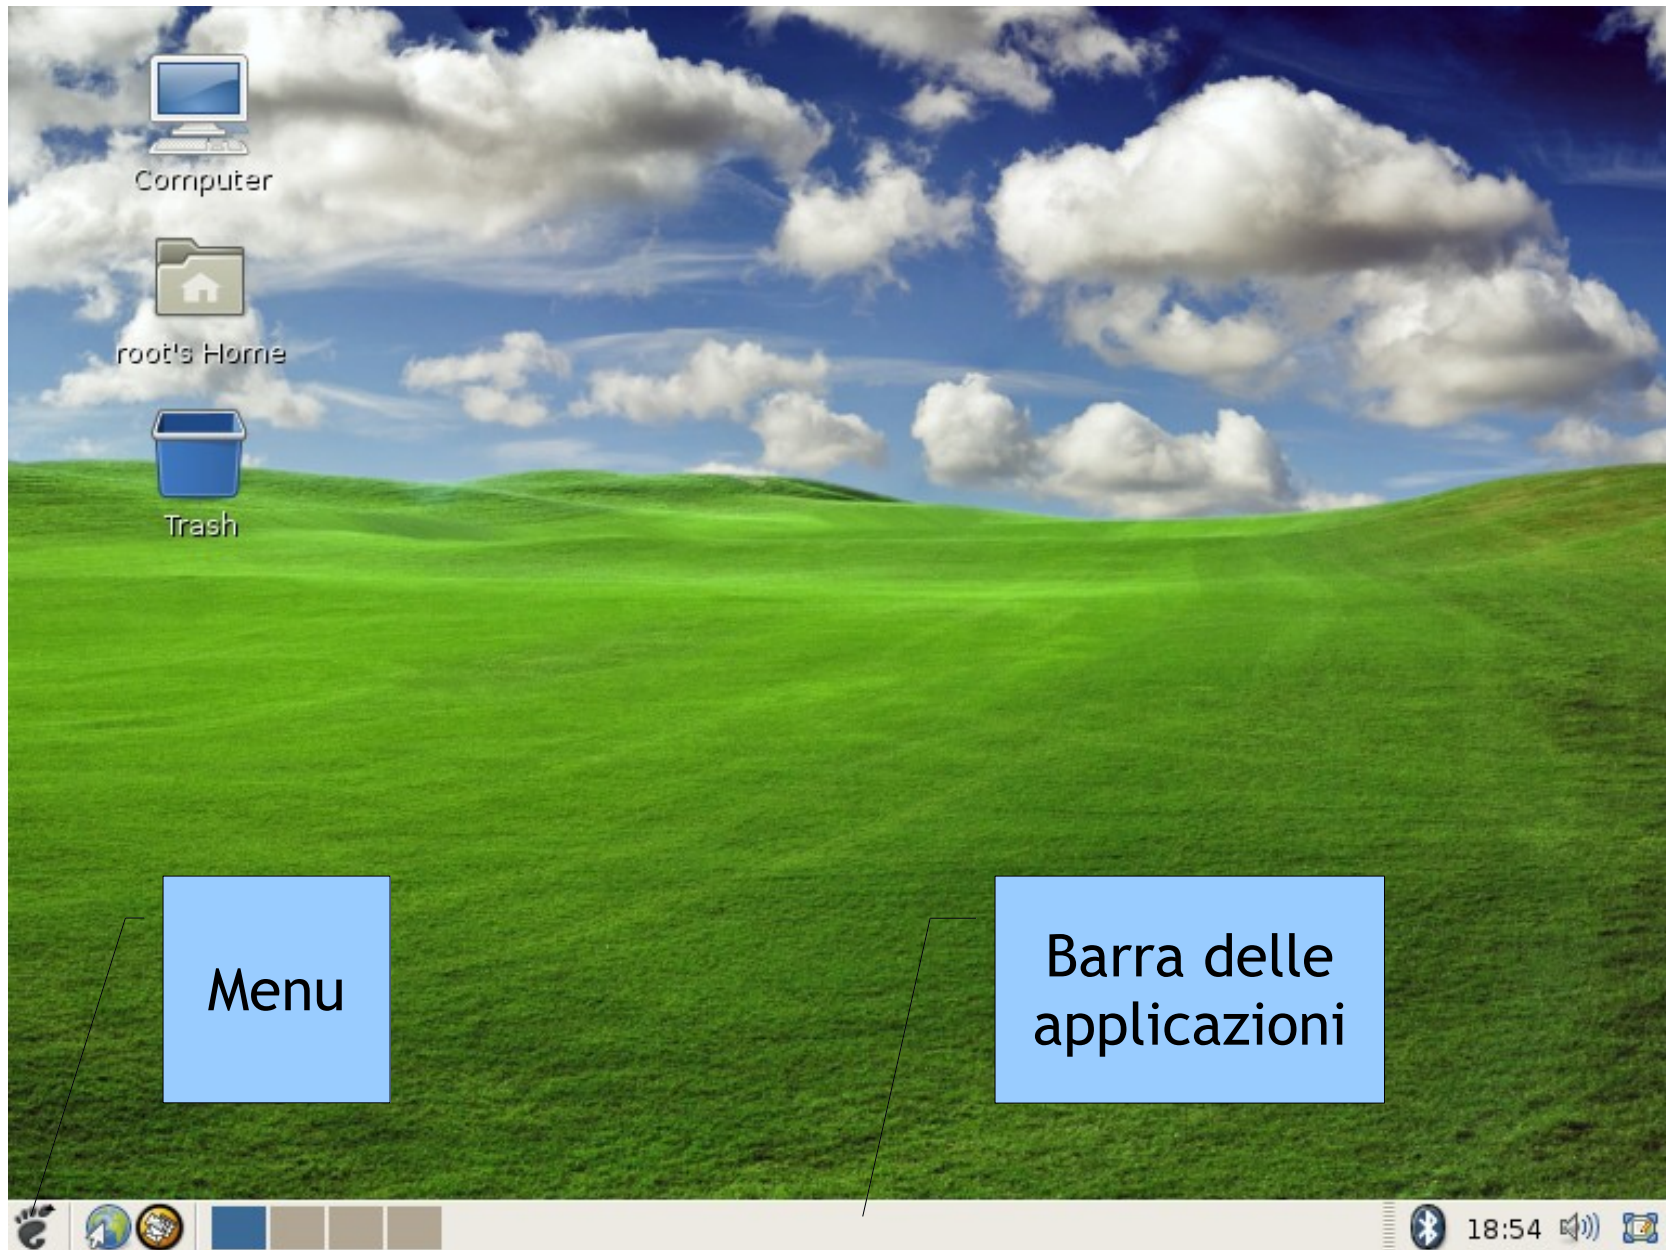 Computer
root's Home
Trash
Menu
Barra delle
applicazioni
18:54